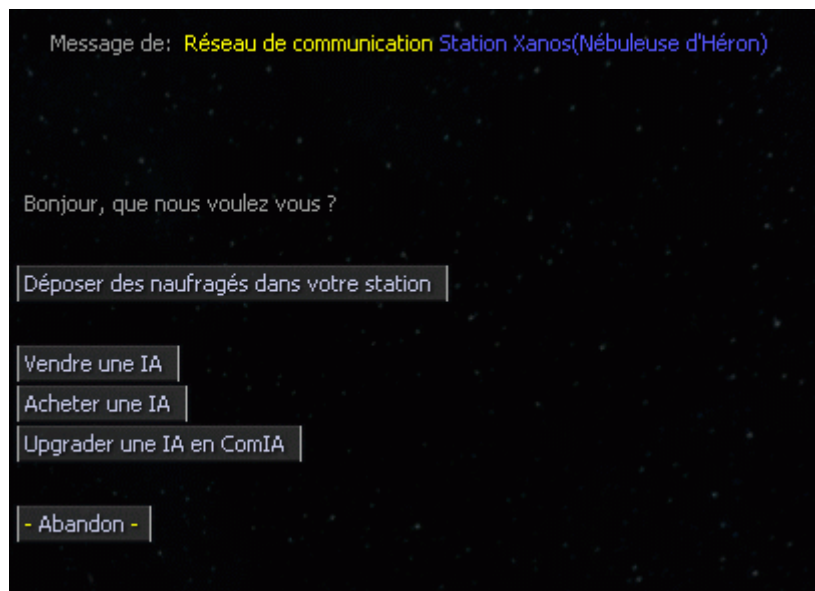 Message de: Réseau de communication Station Xanos(Nébuleuse d'Héron)
Bonjour, que nous voulez vous ?
Déposer des naufragés dans votre station
Vendre une IA
Acheter une IA
Upgrader une IA en ComIA
- Abandon -